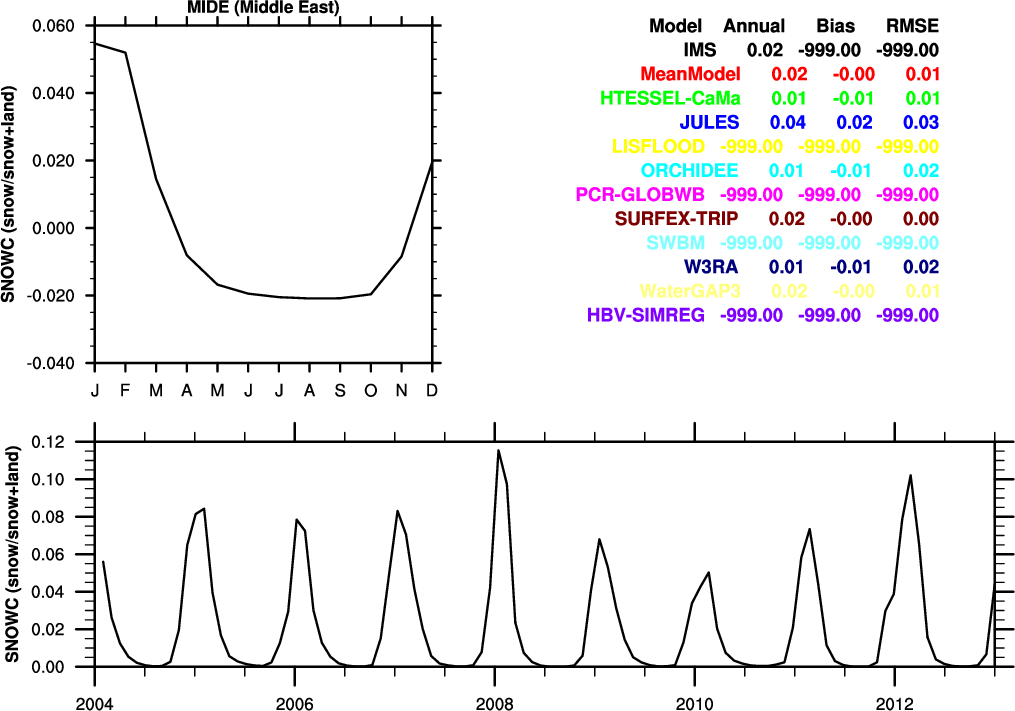 MIDE (Middle East)
0.060
0.040
0.020
0.000
-0.020
-0.040
SNOWC (snow/snow+land)
J F M A M J J A S O N D
Model Annual Bias RMSE
IMS 0.02 -999.00 -999.00
MeanModel 0.02 -0.00 0.01
HTESSEL-CaMa 0.01 -0.01 0.01
JULES 0.04 0.02 0.03
LISFLOOD -999.00 -999.00 -999.00
ORCHIDEE 0.01 -0.01 0.02
PCR-GLOBWB -999.00 -999.00 -999.00
SURFEX-TRIP 0.02 -0.00 0.00
SWBM -999.00 -999.00 -999.00
W3RA 0.01 -0.01 0.02
WaterGAP3 0.02 -0.00 0.01
HBV-SIMREG -999.00 -999.00 -999.00
0.12
0.10
0.08
0.06
0.04
0.02
0.00
SNOWC (snow/snow+land)
2004 2006 2008 2010 2012